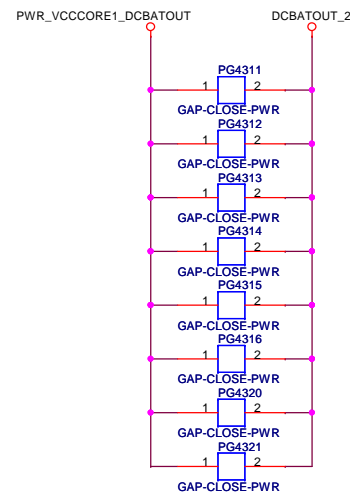 PWR_VCCCORE1_DCBATOUT DCBATOUT_2
PG4311
1 2
GAP-CLOSE-PWR
PG4312
1 2
GAP-CLOSE-PWR
PG4313
1 2
GAP-CLOSE-PWR
PG4314
1 2
GAP-CLOSE-PWR
PG4315
1 2
GAP-CLOSE-PWR
PG4316
1 2
GAP-CLOSE-PWR
PG4320
1 2
GAP-CLOSE-PWR
PG4321
1 2
GAP-CLOSE-PWR